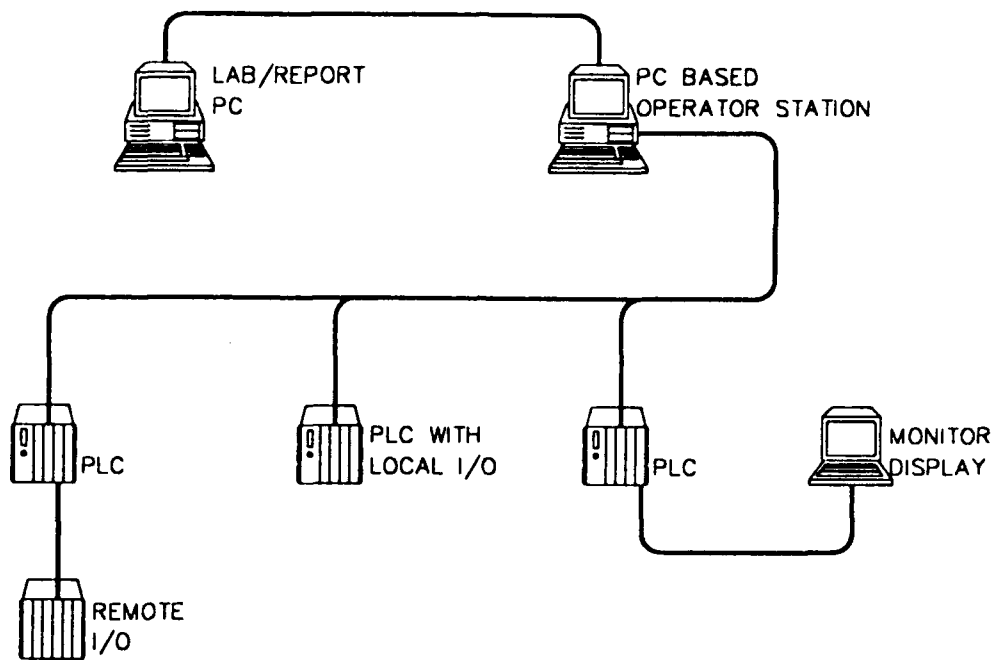 LAB/REPORT
PC
PC BASED
OPERATOR STATION
PLC
PLC WITH
LOCAL I/O
PLC
MONITOR
DISPLAY
REMOTE
I/O